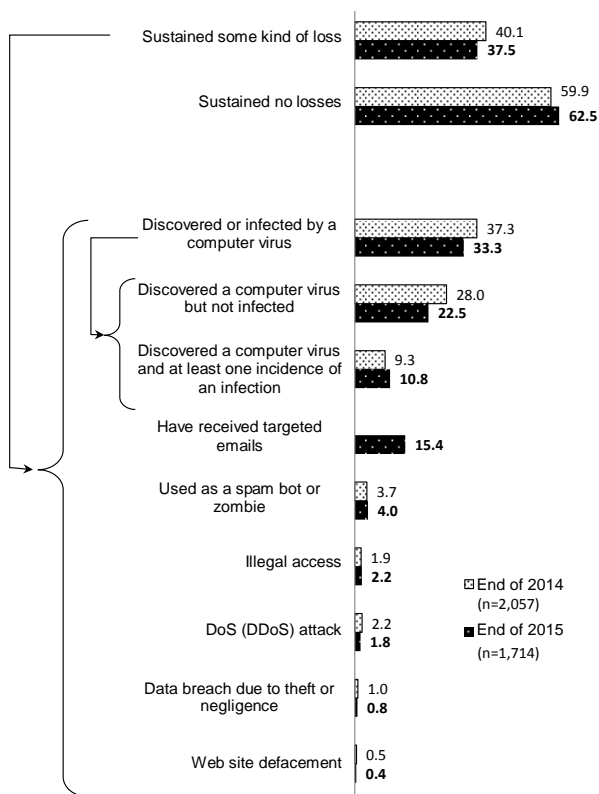 Sustained some kind of loss
40.1
37.5
Sustained no losses
59.9
62.5
Discovered or infected by a
computer virus
37.3
33.3
Discovered a computer virus
but not infected
28.0
22.5
Discovered a computer virus
and at least one incidence of
an infection
9.3
10.8
Have received targeted
emails
15.4
Used as a spam bot or
zombie
3.7
4.0
Illegal access
1.9
2.2
End of 2014
(n=2,057)
End of 2015
(n=1,714)
DoS (DDoS) attack
2.2
1.8
Data breach due to theft or
negligence
1.0
0.8
Web site defacement
0.5
0.4